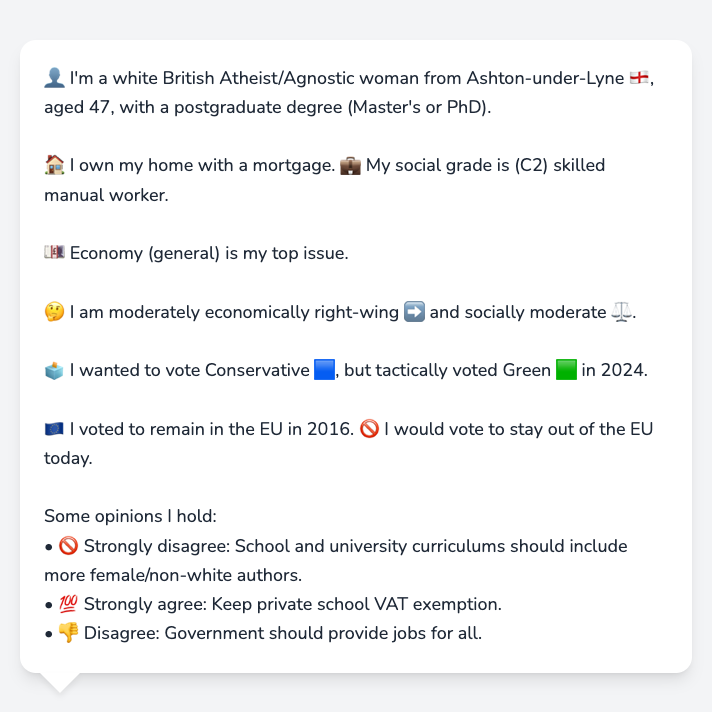 👤 I'm a white British Atheist/Agnostic woman from Ashton-under-Lyne 🏴󠁧󠁢󠁥󠁮󠁧󠁿,
aged 47, with a postgraduate degree (Master's or PhD).
🏠 I own my home with a mortgage. 💼 My social grade is (C2) skilled
manual worker.
💷 Economy (general) is my top issue.
🤔 I am moderately economically right-wing ➡️ and socially moderate ⚖️.
🗳️ I wanted to vote Conservative 🟦, but tactically voted Green 🟩 in 2024.
🇪🇺 I voted to remain in the EU in 2016. 🚫 I would vote to stay out of the EU
today.
Some opinions I hold:
• 🚫 Strongly disagree: School and university curriculums should include
more female/non-white authors.
• 💯 Strongly agree: Keep private school VAT exemption.
• 👎 Disagree: Government should provide jobs for all.